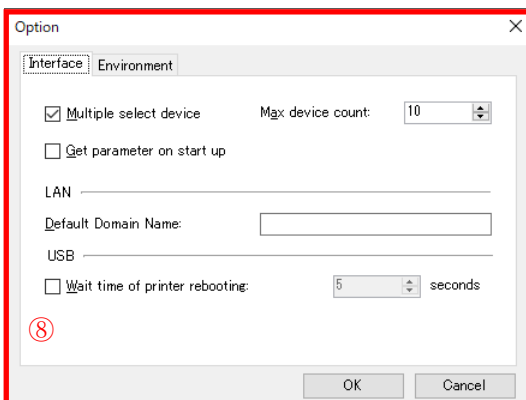 Option
Interface Environment
Multiple select device Max device count: 10
Get parameter on start up
LAN
Default Domain Name:
USB
Wait time of printer rebooting: 5 seconds
⑧
OK Cancel